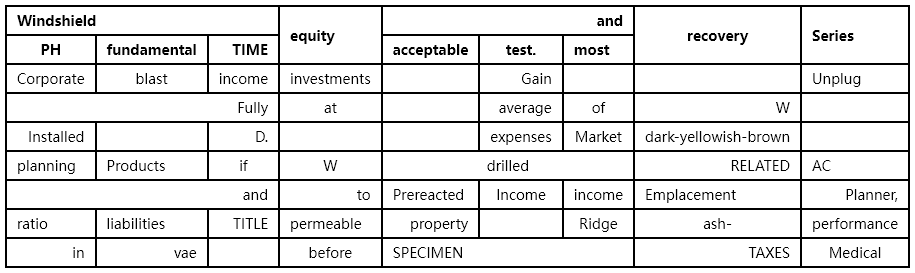 Windshield equity and recovery Series
PH fundamental TIME acceptable test. most
Corporate blast income investments Gain Unplug
Fully at average of W
Installed D. expenses Market dark-yellowish-brown
planning Products if W drilled RELATED AC
and to Prereacted Income income Emplacement Planner,
ratio liabilities TITLE permeable property Ridge ash- performance
in vae before SPECIMEN TAXES Medical